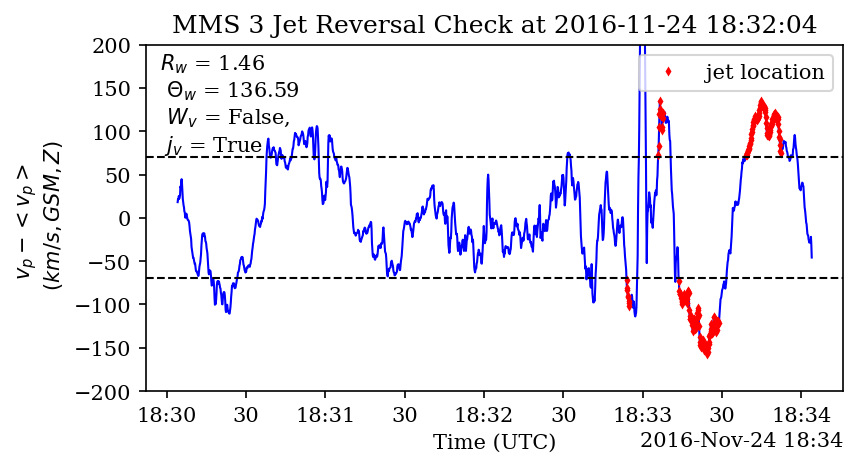 MMS 3 Jet Reversal Check at 2016-11-24 18:32:04
R_w = 1.46
Θ_w = 136.59
W_v = False,
j_v = True
jet location
v_p − < v_p >
(km/s, GSM, Z)
200
150
100
50
0
−50
−100
−150
−200
18:30 30 18:31 30 18:32 30 18:33 30 18:34
Time (UTC)
2016-Nov-24 18:34